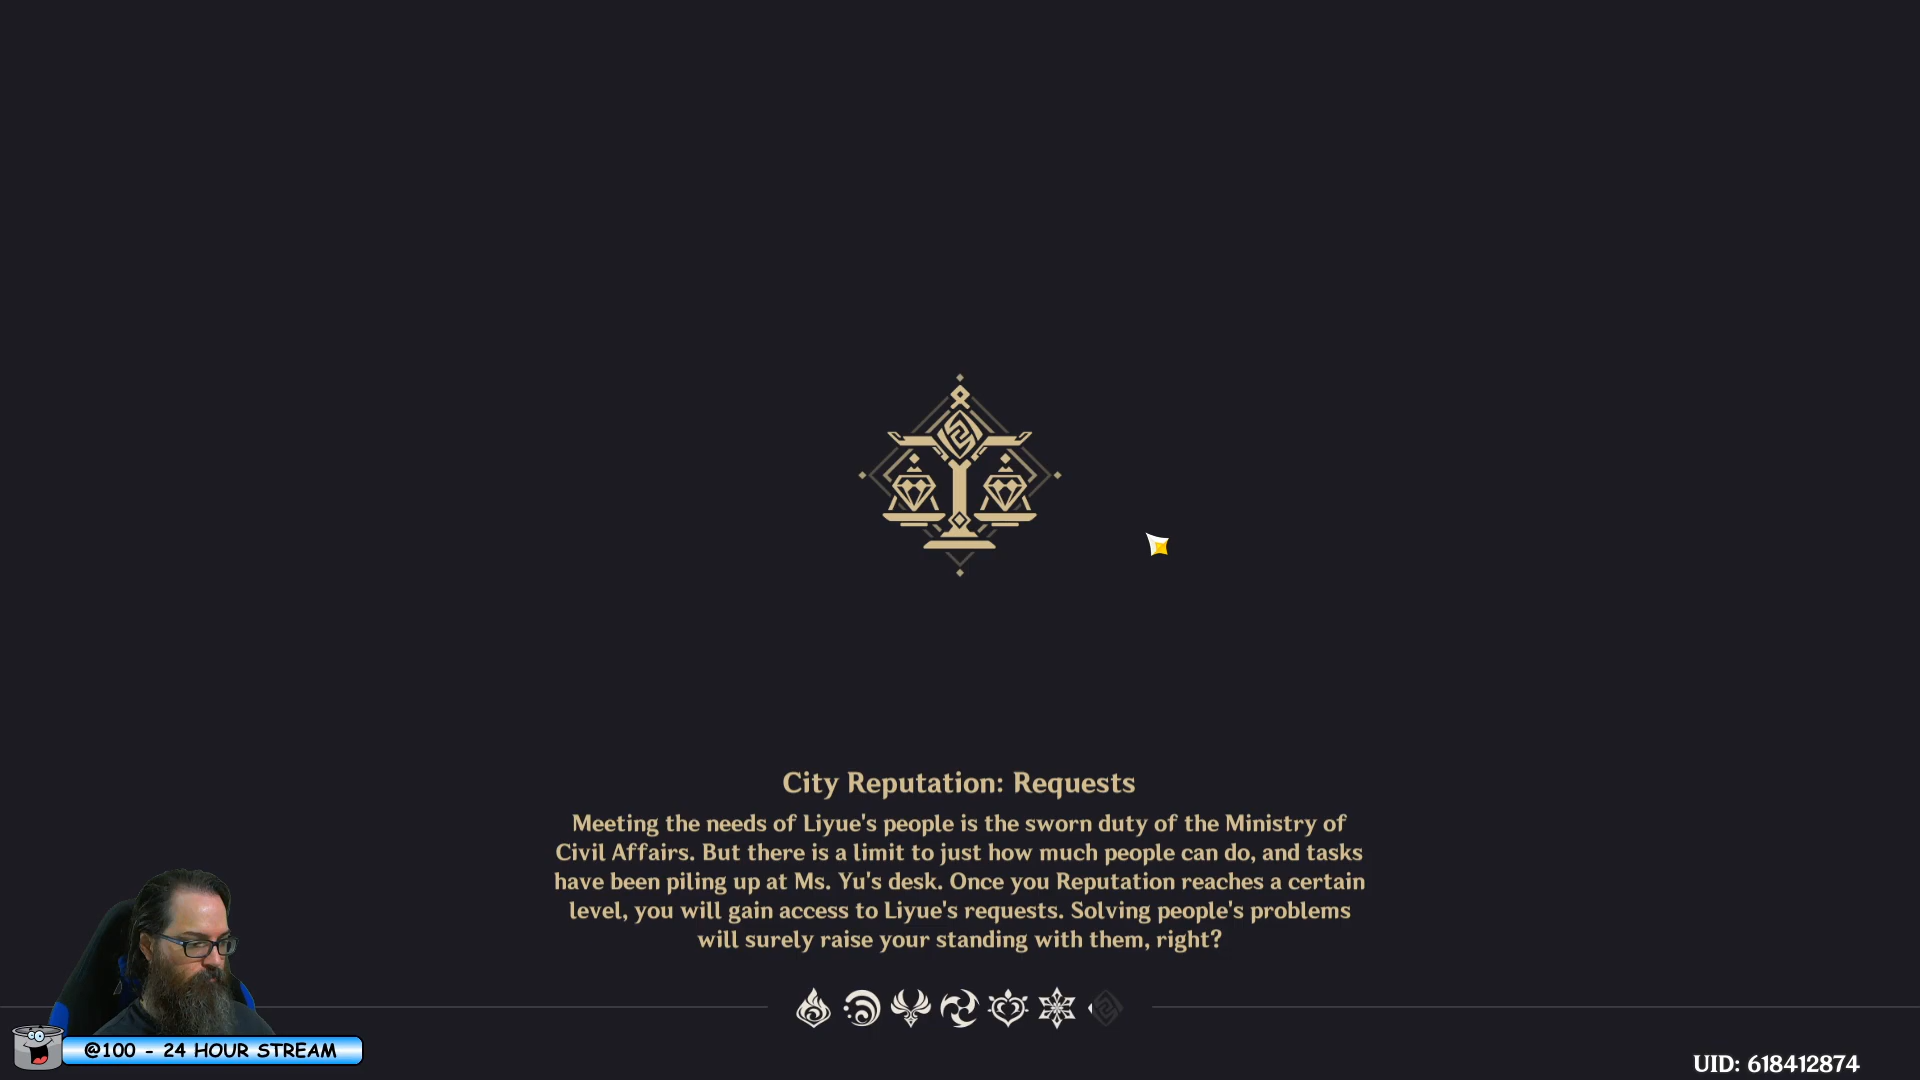 City Reputation: Requests
Meeting the needs of Liyue's people is the sworn duty of the Ministry of
Civil Affairs. But there is a limit to just how much people can do, and tasks
have been piling up at Ms. Yu's desk. Once you Reputation reaches a certain
level, you will gain access to Liyue's requests. Solving people's problems
will surely raise your standing with them, right?
@100 - 24 HOUR STREAM
UID: 618412874